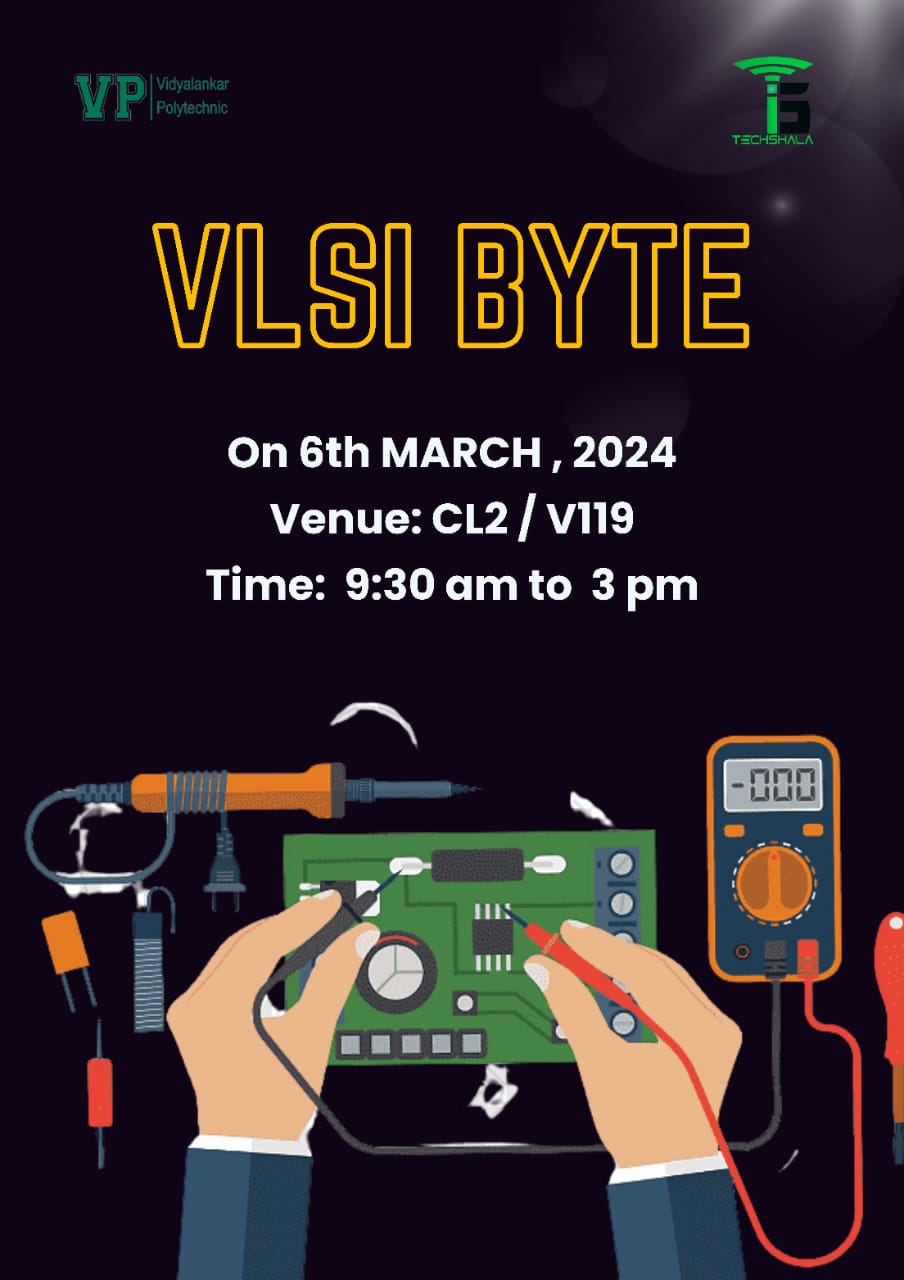 VP Vidyalankar
Polytechnic
TS
TECHSHALA
VLSI BYTE
On 6th MARCH , 2024
Venue: CL2 / V119
Time: 9:30 am to 3 pm
-000